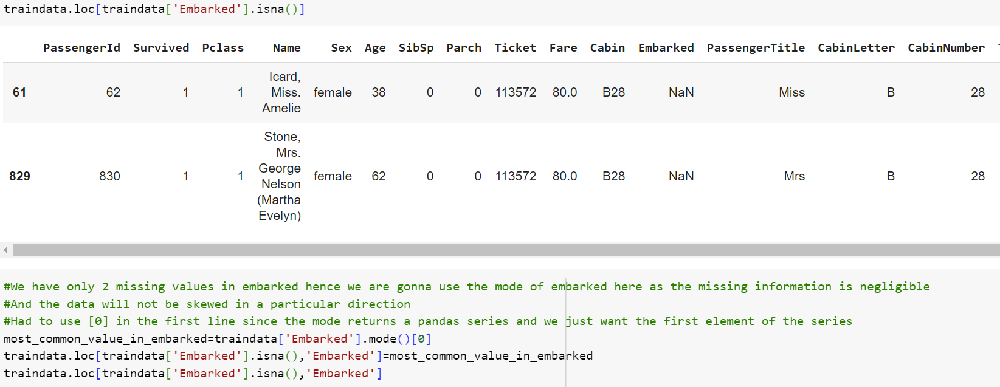 traindata.loc[traindata['Embarked'].isna()]
PassengerId Survived Pclass Name Sex Age SibSp Parch Ticket Fare Cabin Embarked PassengerTitle CabinLetter CabinNumber
61 62 1 1 Icard, Miss. Amelie female 38 0 0 113572 80.0 B28 NaN Miss B 28
829 830 1 1 Stone, Mrs. George Nelson (Martha Evelyn) female 62 0 0 113572 80.0 B28 NaN Mrs B 28
#We have only 2 missing values in embarked hence we are gonna use the mode of embarked here as the missing information is negligible
#And the data will not be skewed in a particular direction
#Had to use [0] in the first line since the mode returns a pandas series and we just want the first element of the series
most_common_value_in_embarked=traindata['Embarked'].mode()[0]
traindata.loc[traindata['Embarked'].isna(),'Embarked']=most_common_value_in_embarked
traindata.loc[traindata['Embarked'].isna(),'Embarked']